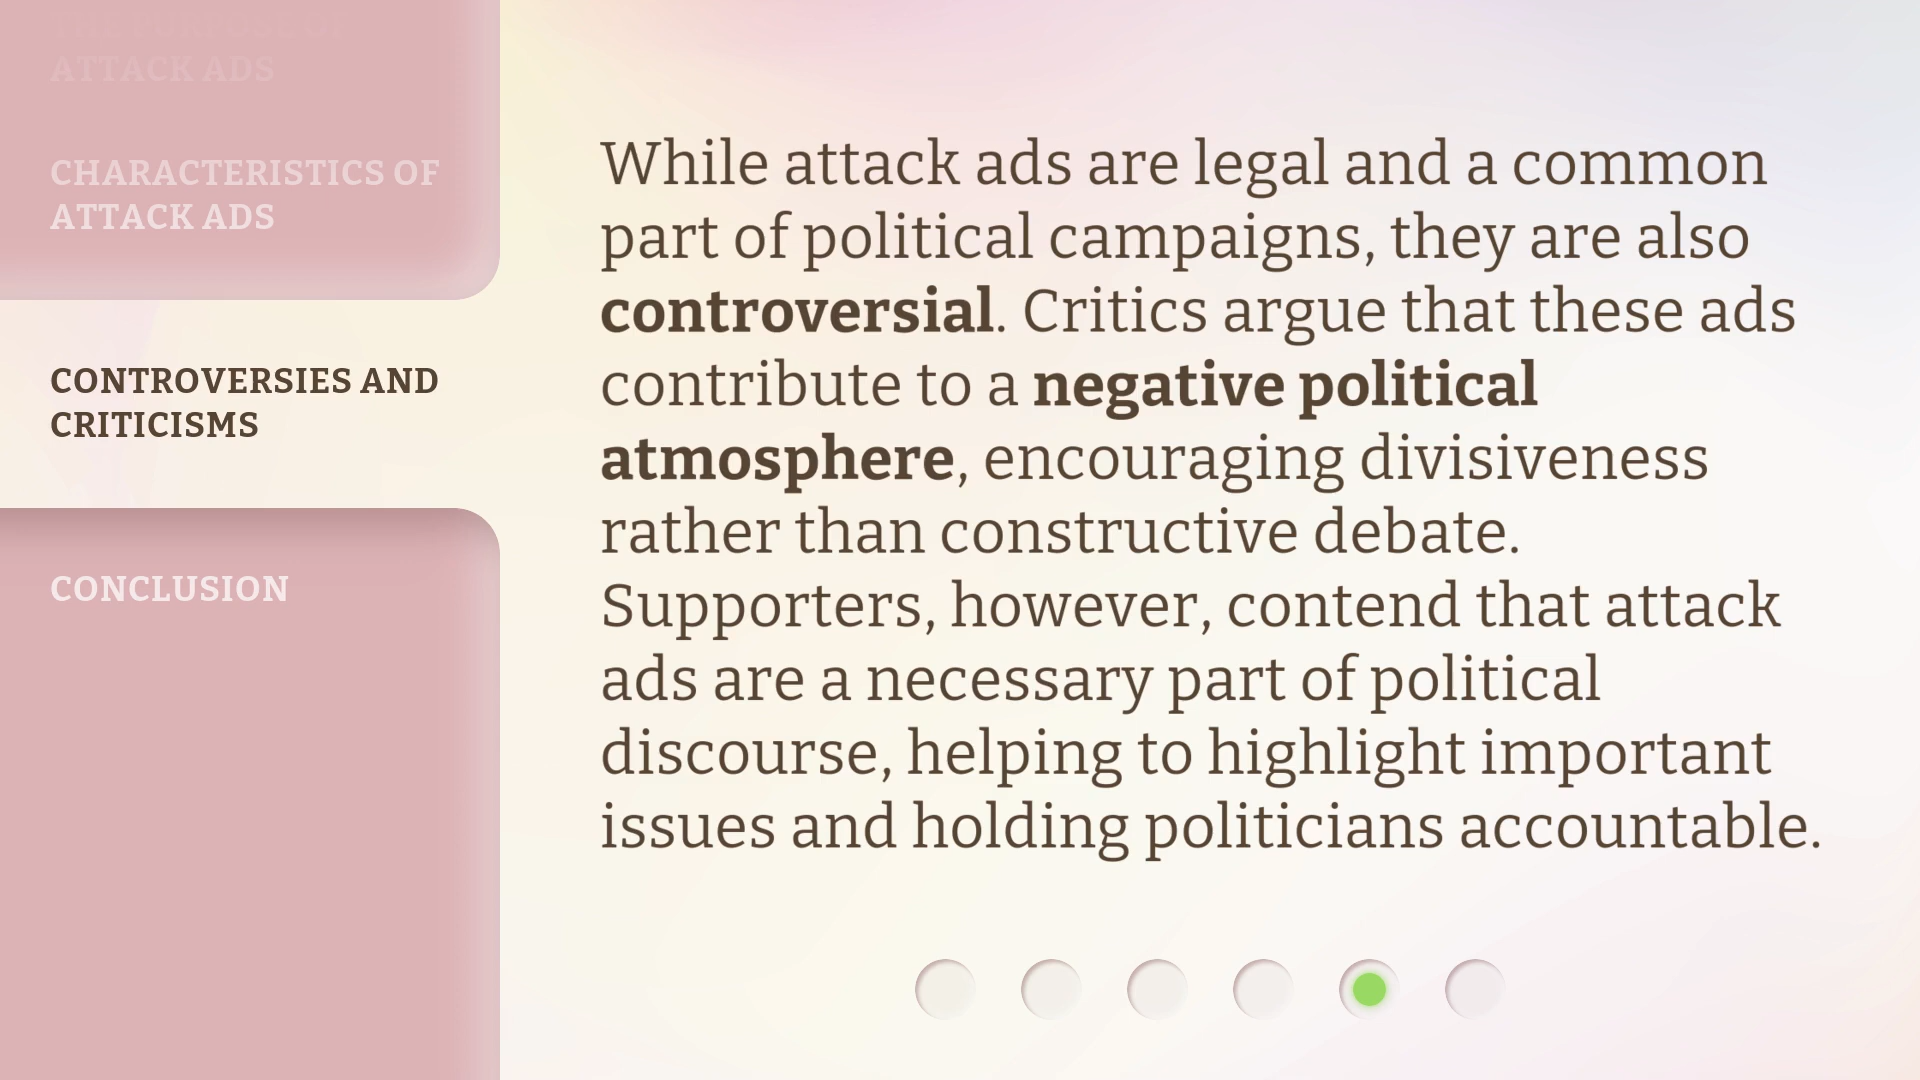 THE PURPOSE OF
ATTACK ADS
CHARACTERISTICS OF
ATTACK ADS
CONTROVERSIES AND
CRITICISMS
CONCLUSION
While attack ads are legal and a common
part of political campaigns, they are also
controversial. Critics argue that these ads
contribute to a negative political
atmosphere, encouraging divisiveness
rather than constructive debate.
Supporters, however, contend that attack
ads are a necessary part of political
discourse, helping to highlight important
issues and holding politicians accountable.